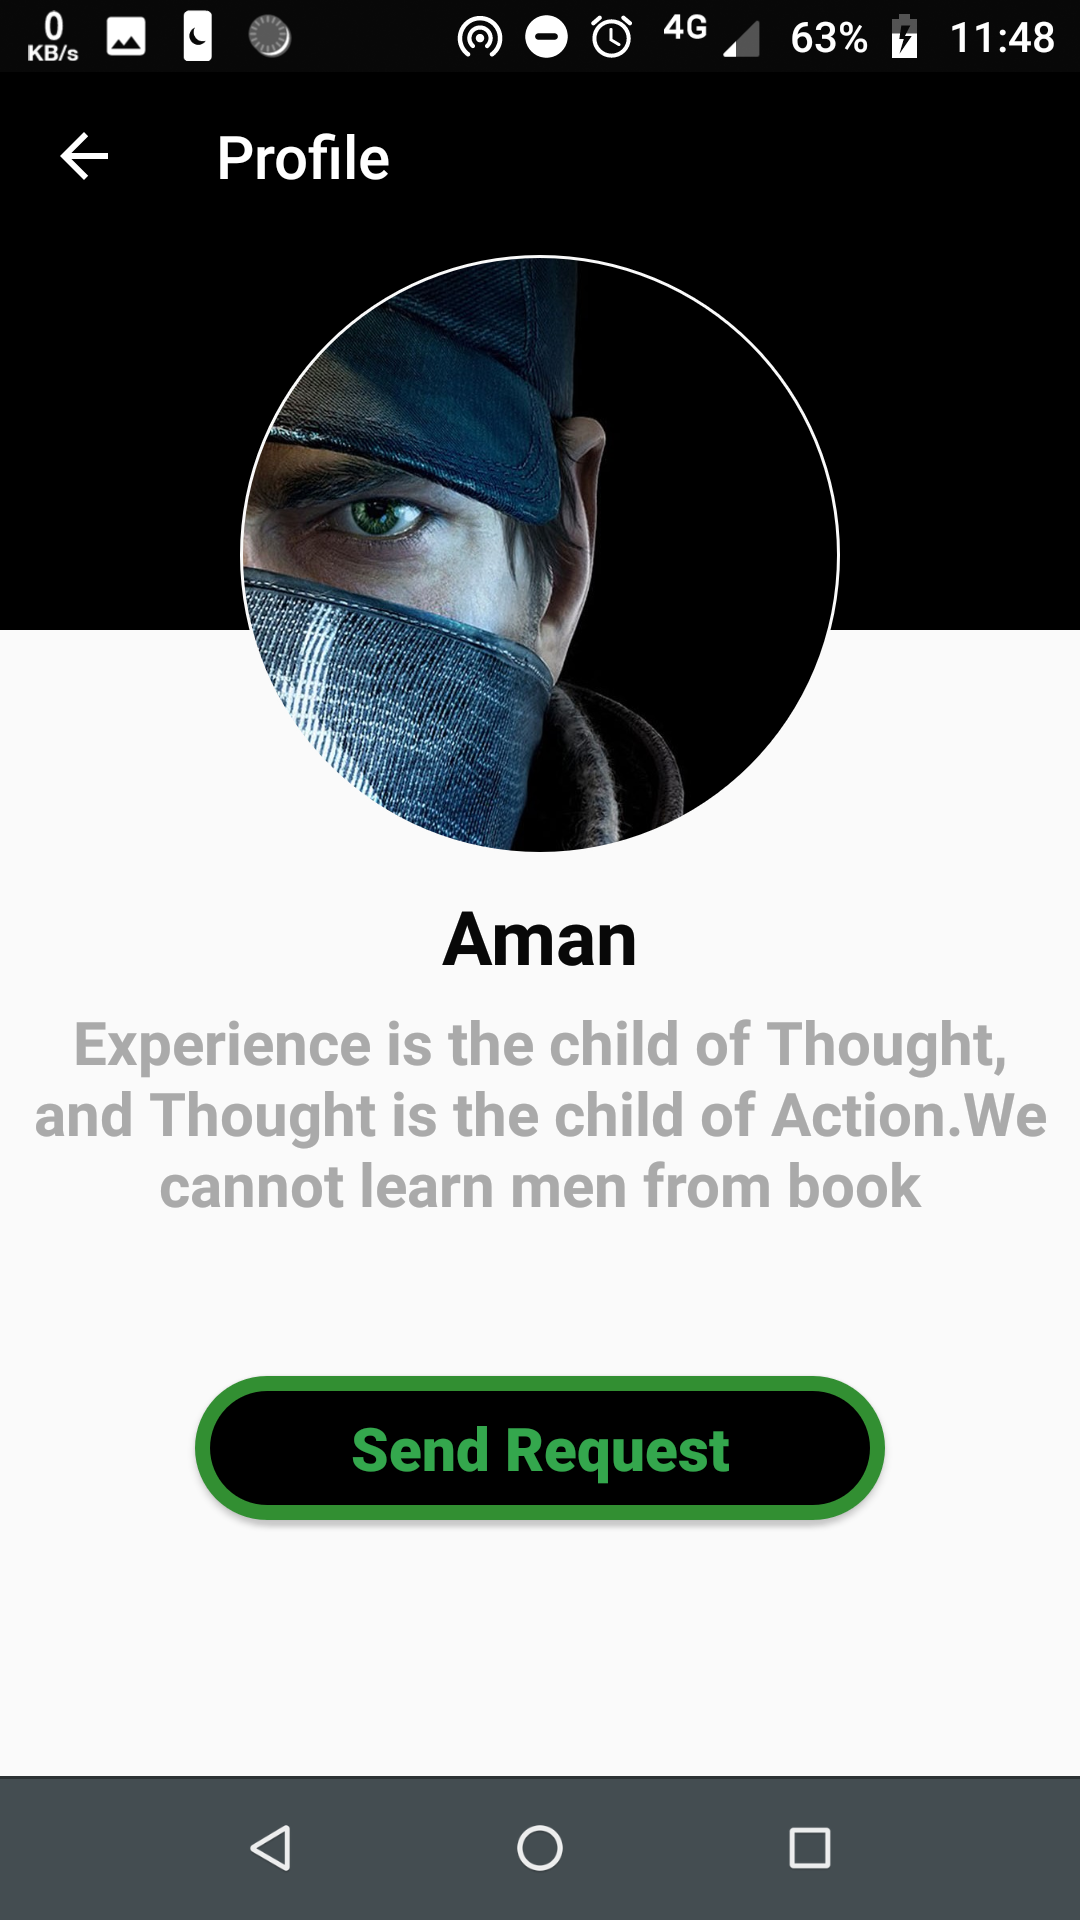 0
KB/s
4G
63%
11:48
Profile
Aman
Experience is the child of Thought,
and Thought is the child of Action.We
cannot learn men from book
Send Request